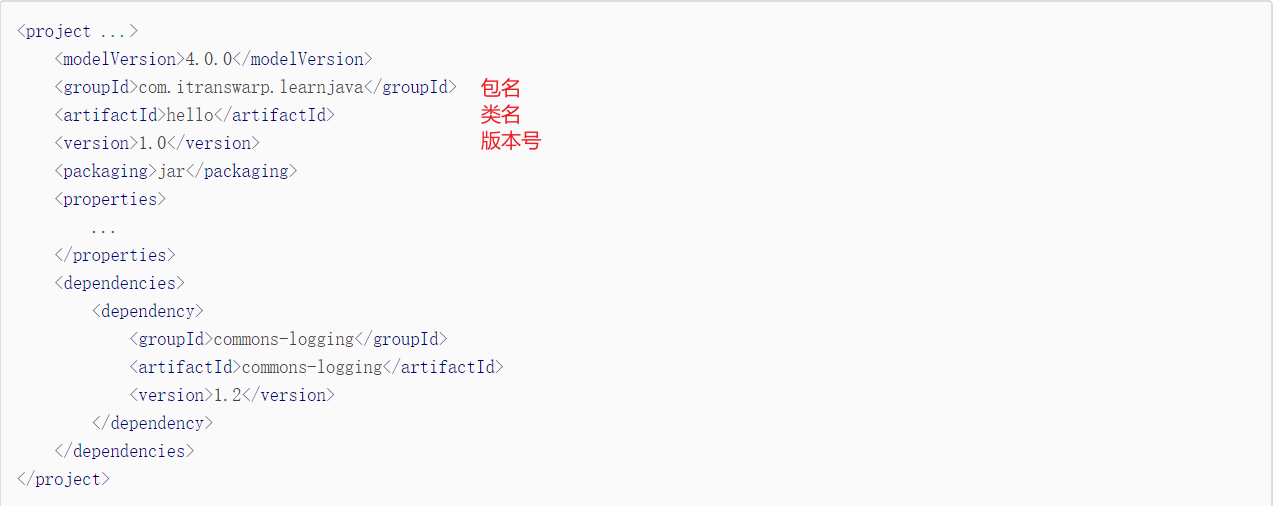 <project ...>
    <modelVersion>4.0.0</modelVersion>
    <groupId>com.itranswarp.learnjava</groupId> 包名
    <artifactId>hello</artifactId> 类名
    <version>1.0</version> 版本号
    <packaging>jar</packaging>
    <properties>
        ...
    </properties>
    <dependencies>
        <dependency>
            <groupId>commons-logging</groupId>
            <artifactId>commons-logging</artifactId>
            <version>1.2</version>
        </dependency>
    </dependencies>
</project>